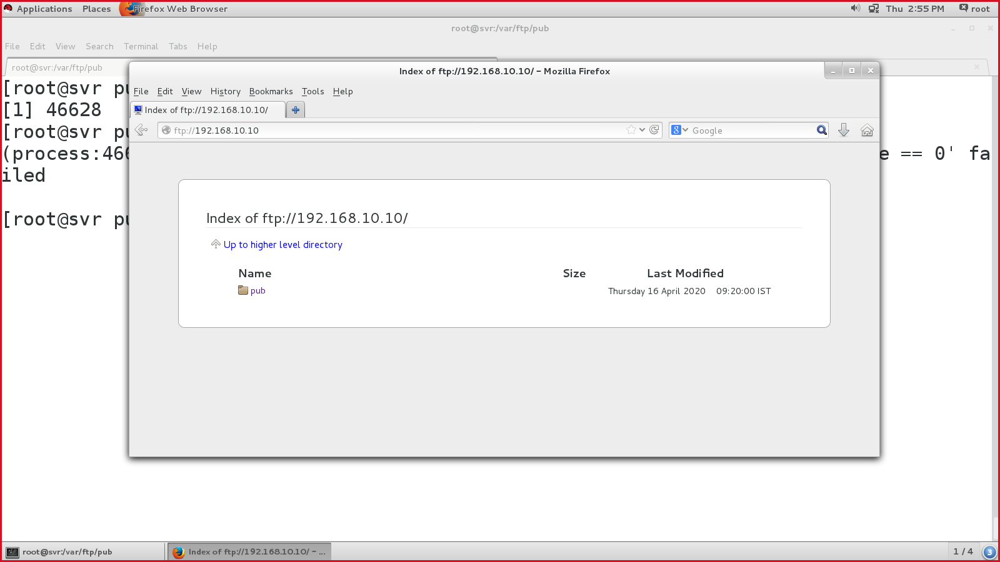 Applications Places Firefox Web Browser Thu 2:55 PM root
root@svr:/var/ftp/pub
File Edit View Search Terminal Tabs Help
root@svr:/var/ftp/pub
[root@svr
[1] 46628
[root@svr
(process:466 e == 0' fa
iled
[root@svr
Index of ftp://192.168.10.10/ - Mozilla Firefox
File Edit View History Bookmarks Tools Help
Index of ftp://192.168.10.10/
ftp://192.168.10.10 Google
Index of ftp://192.168.10.10/
Up to higher level directory
Name Size Last Modified
pub Thursday 16 April 2020 09:20:00 IST
root@svr:/var/ftp/pub Index of ftp://192.168.10.10/ - ... 1 / 4 3